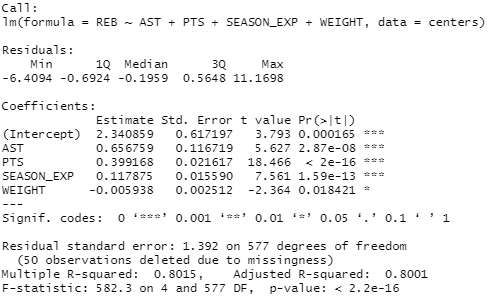 Call:
lm(formula = REB ~ AST + PTS + SEASON_EXP + WEIGHT, data = centers)
Residuals:
Min 1Q Median 3Q Max
-6.4094 -0.6924 -0.1959 0.5648 11.1698
Coefficients:
Estimate Std. Error t value Pr(>|t|)
(Intercept) 2.340859 0.617197 3.793 0.000165 ***
AST 0.656759 0.116719 5.627 2.87e-08 ***
PTS 0.399168 0.021617 18.466 < 2e-16 ***
SEASON_EXP 0.117875 0.015590 7.561 1.59e-13 ***
WEIGHT -0.005938 0.002512 -2.364 0.018421 *
---
Signif. codes: 0 ‘***’ 0.001 ‘**’ 0.01 ‘*’ 0.05 ‘.’ 0.1 ‘ ’ 1
Residual standard error: 1.392 on 577 degrees of freedom
(50 observations deleted due to missingness)
Multiple R-squared: 0.8015, Adjusted R-squared: 0.8001
F-statistic: 582.3 on 4 and 577 DF, p-value: < 2.2e-16